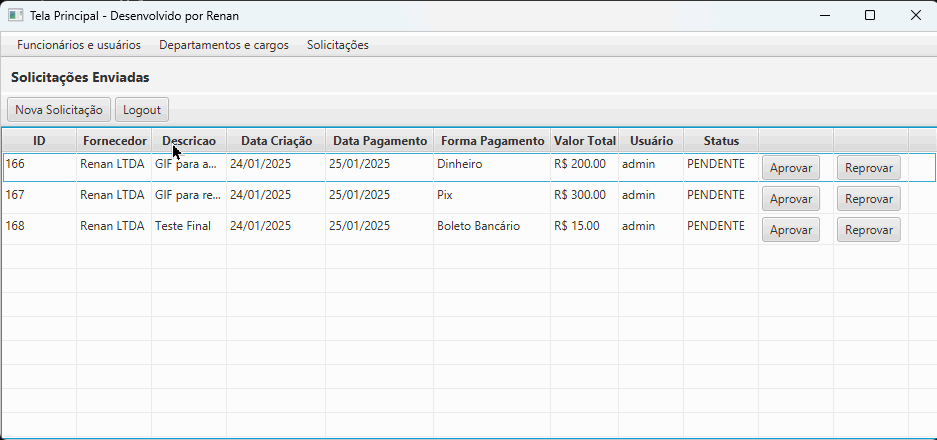 Tela Principal - Desenvolvido por Renan
Funcionários e usuários Departamentos e cargos Solicitações
Solicitações Enviadas
Nova Solicitação Logout
ID Fornecedor Descricao Data Criação Data Pagamento Forma Pagamento Valor Total Usuário Status
166 Renan LTDA GIF para a... 24/01/2025 25/01/2025 Dinheiro R$ 200.00 admin PENDENTE Aprovar Reprovar
167 Renan LTDA GIF para re... 24/01/2025 25/01/2025 Pix R$ 300.00 admin PENDENTE Aprovar Reprovar
168 Renan LTDA Teste Final 24/01/2025 25/01/2025 Boleto Bancário R$ 15.00 admin PENDENTE Aprovar Reprovar